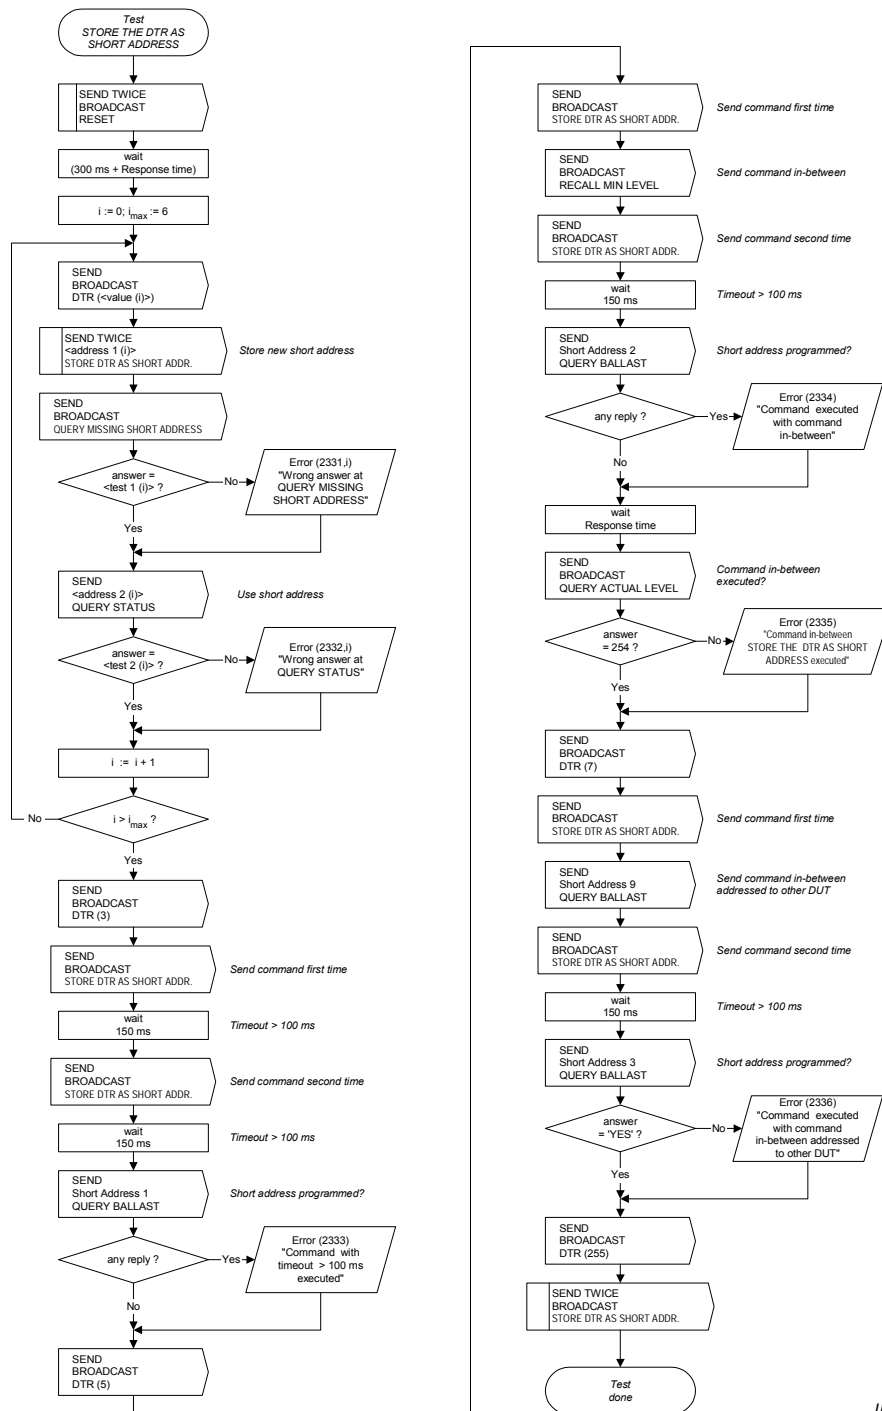 Test
STORE THE DTR AS
SHORT ADDRESS
SEND TWICE
BROADCAST
RESET
wait
(300 ms + Response time)
i := 0; imax := 6
SEND
BROADCAST
DTR (<value (i)>)
SEND TWICE
<address 1 (i)>
STORE DTR AS SHORT ADDR.
Store new short address
SEND
BROADCAST
QUERY MISSING SHORT ADDRESS
answer =
<test 1 (i)> ?
No
Error (2331,i)
"Wrong answer at
QUERY MISSING
SHORT ADDRESS"
Yes
SEND
<address 2 (i)>
QUERY STATUS
Use short address
answer =
<test 2 (i)> ?
No
Error (2332,i)
"Wrong answer at
QUERY STATUS"
Yes
i := i + 1
No
i > imax ?
Yes
SEND
BROADCAST
DTR (3)
SEND
BROADCAST
STORE DTR AS SHORT ADDR.
Send command first time
wait
150 ms
Timeout > 100 ms
SEND
BROADCAST
STORE DTR AS SHORT ADDR.
Send command second time
wait
150 ms
Timeout > 100 ms
SEND
Short Address 1
QUERY BALLAST
Short address programmed?
any reply ?
Yes
Error (2333)
"Command with
timeout > 100 ms
executed"
No
SEND
BROADCAST
DTR (5)
SEND
BROADCAST
STORE DTR AS SHORT ADDR.
Send command first time
SEND
BROADCAST
RECALL MIN LEVEL
Send command in-between
SEND
BROADCAST
STORE DTR AS SHORT ADDR.
Send command second time
wait
150 ms
Timeout > 100 ms
SEND
Short Address 2
QUERY BALLAST
Short address programmed?
any reply ?
Yes
Error (2334)
"Command executed
with command
in-between"
No
wait
Response time
SEND
BROADCAST
QUERY ACTUAL LEVEL
Command in-between
executed?
answer
= 254 ?
No
Error (2335)
"Command in-between
STORE THE DTR AS SHORT
ADDRESS executed"
Yes
SEND
BROADCAST
DTR (7)
SEND
BROADCAST
STORE DTR AS SHORT ADDR.
Send command first time
SEND
Short Address 9
QUERY BALLAST
Send command in-between
addressed to other DUT
SEND
BROADCAST
STORE DTR AS SHORT ADDR.
Send command second time
wait
150 ms
Timeout > 100 ms
SEND
Short Address 3
QUERY BALLAST
Short address programmed?
answer
= 'YES' ?
No
Error (2336)
"Command executed
with command
in-between addressed
to other DUT"
Yes
SEND
BROADCAST
DTR (255)
SEND TWICE
BROADCAST
STORE DTR AS SHORT ADDR.
Test
done